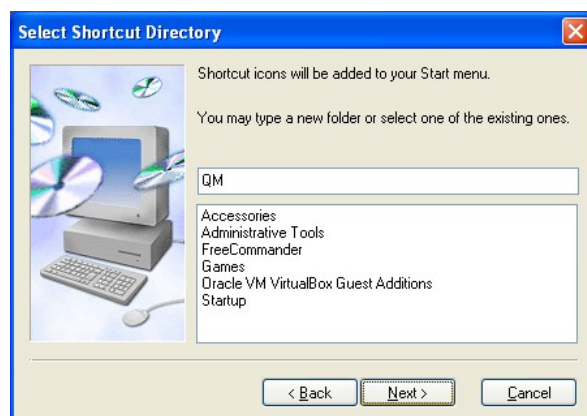 Select Shortcut Directory
Shortcut icons will be added to your Start menu.
You may type a new folder or select one of the existing ones.
QM
Accessories
Administrative Tools
FreeCommander
Games
Oracle VM VirtualBox Guest Additions
Startup
< Back
Next >
Cancel